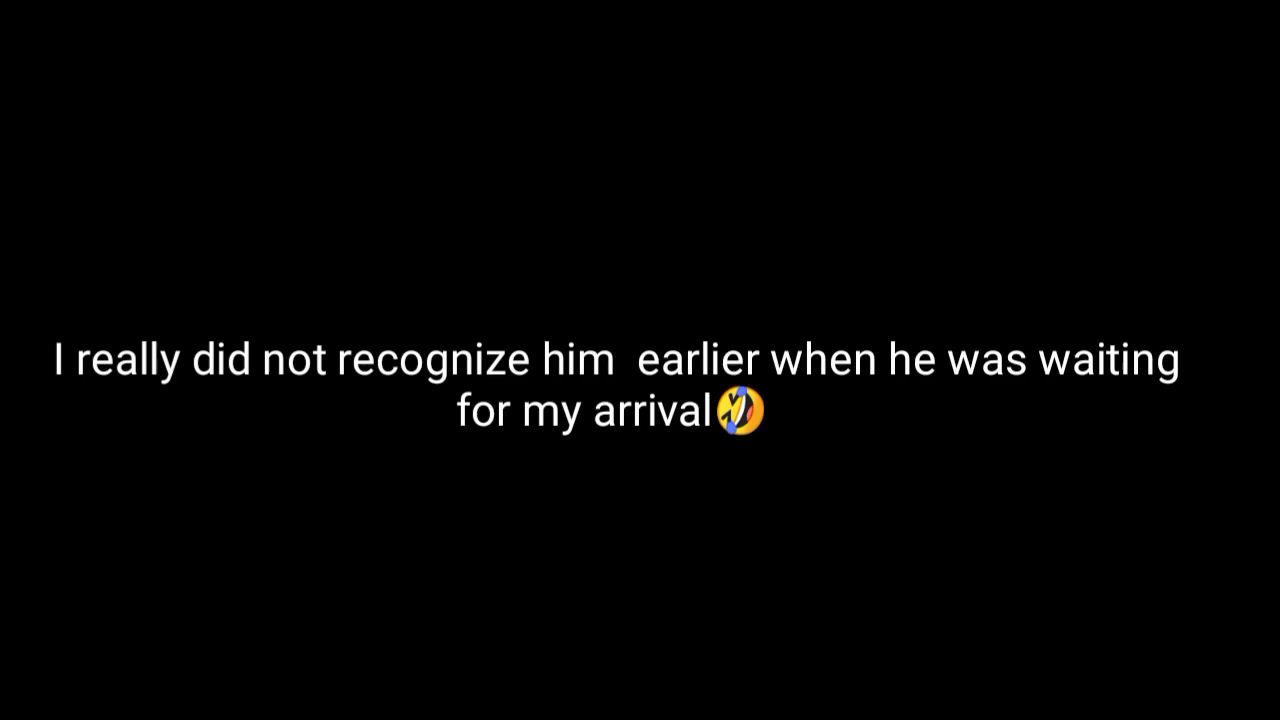 I really did not recognize him  earlier when he was waiting
for my arrival🤣